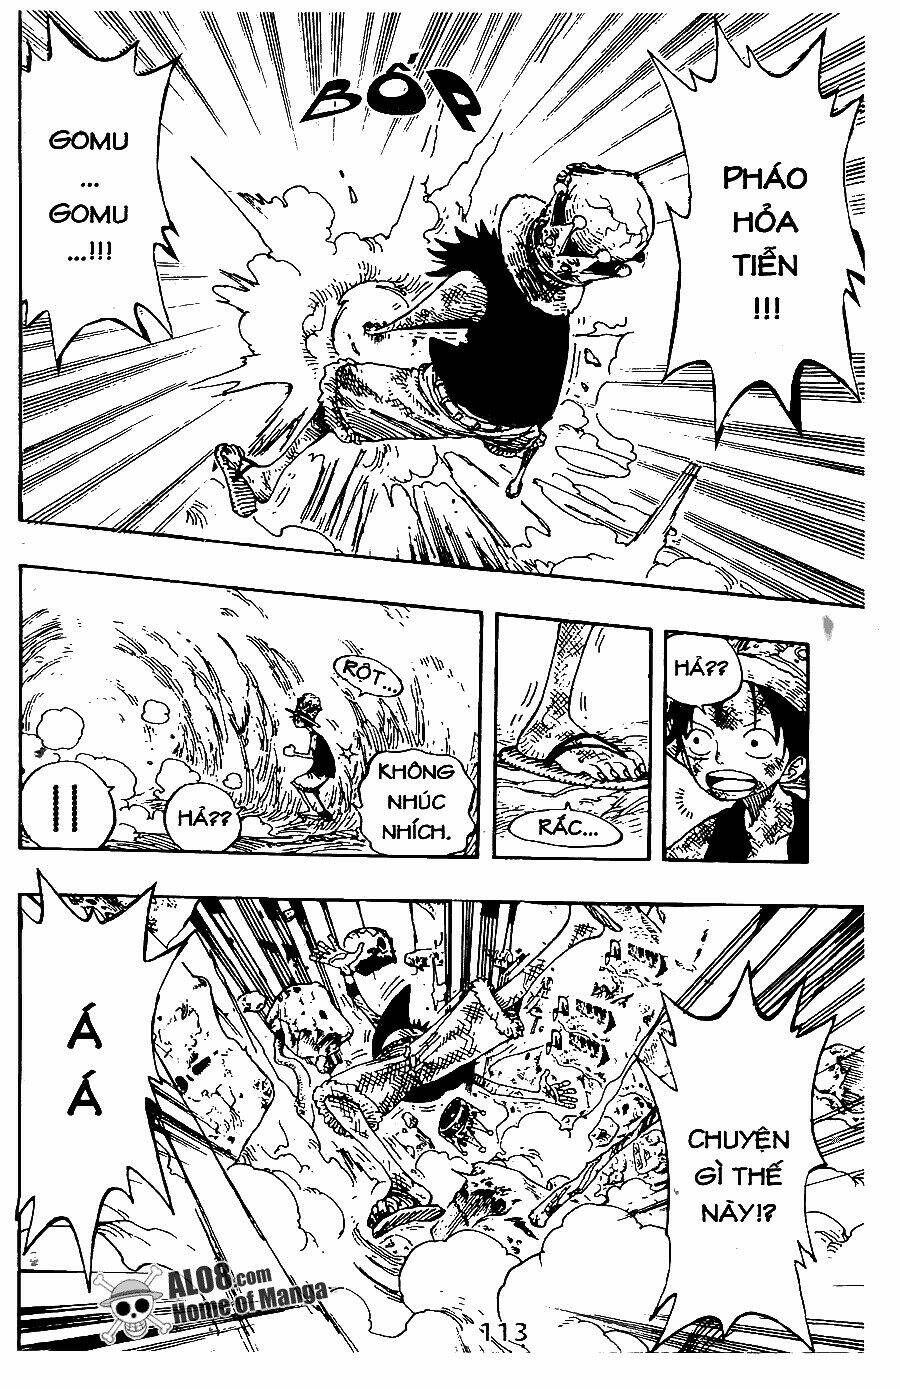 BỐP
PHÁO
HỎA
TIỄN
!!!
GOMU
...
GOMU
...!!!
HẢ??
RẮC...
RỘT...
KHÔNG
NHÚC
NHÍCH.
HẢ??
!!
CHUYỆN
GÌ THẾ
NÀY!?
Á
Á
ALO8.com
Home of Manga
113